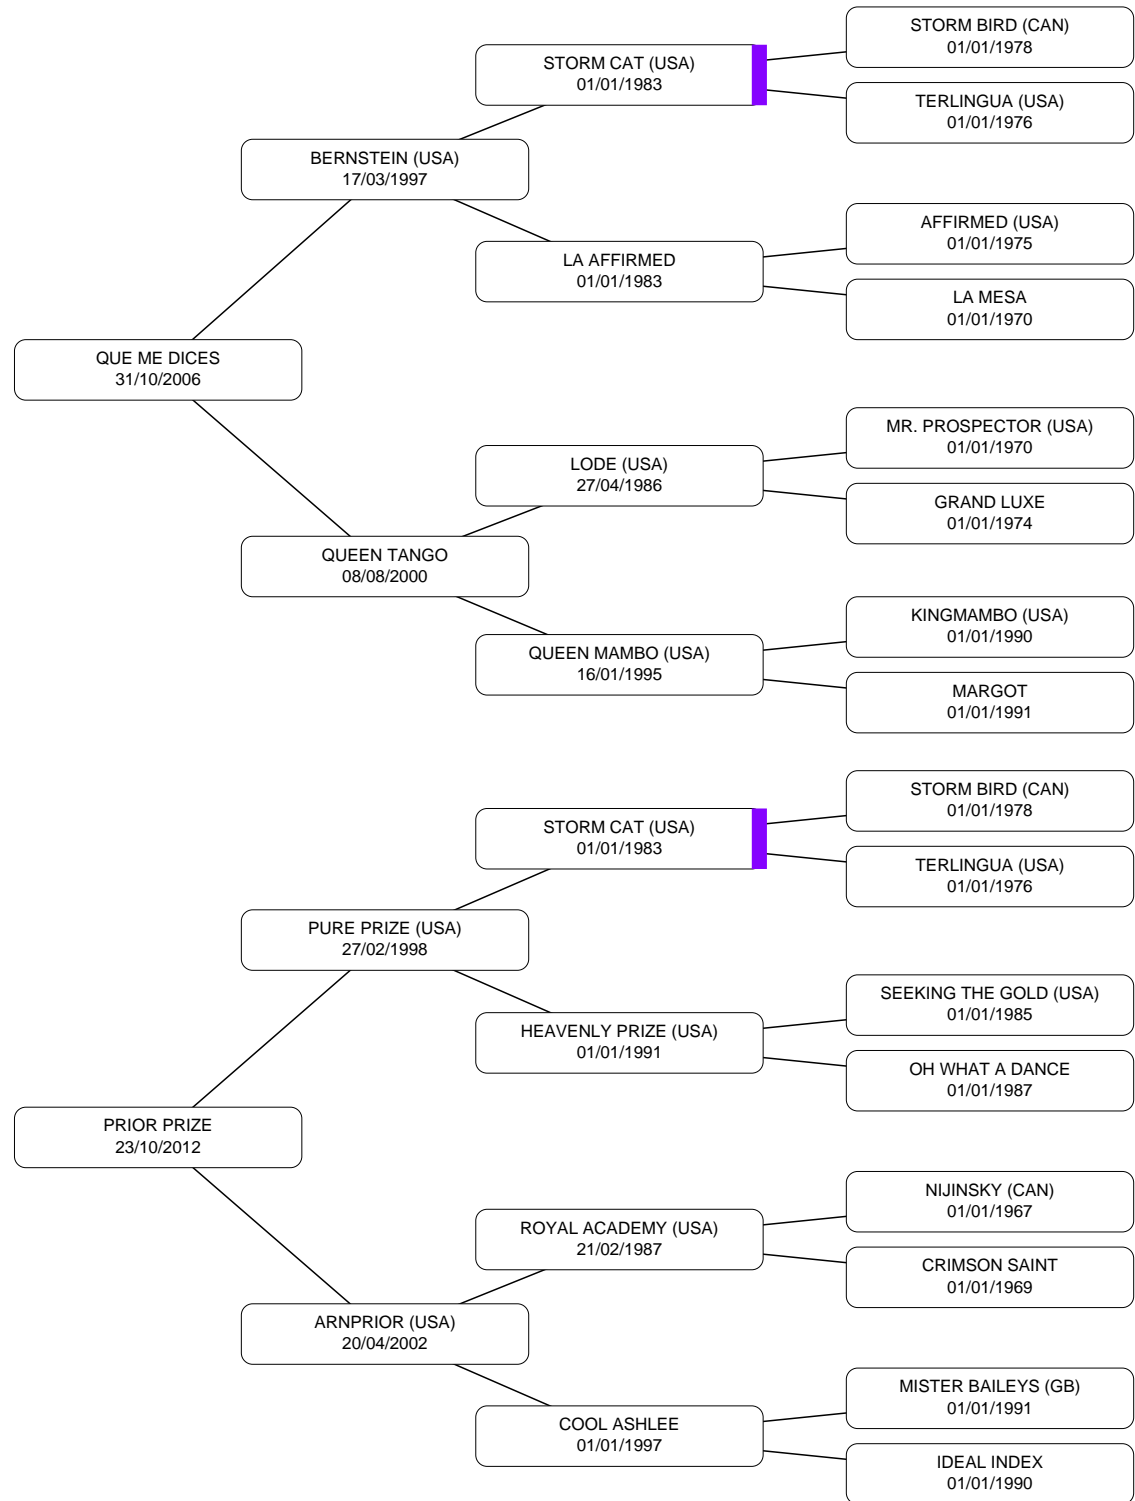 STORM BIRD (CAN)
01/01/1978
STORM CAT (USA)
01/01/1983
TERLINGUA (USA)
01/01/1976
BERNSTEIN (USA)
17/03/1997
AFFIRMED (USA)
01/01/1975
LA AFFIRMED
01/01/1983
LA MESA
01/01/1970
QUE ME DICES
31/10/2006
MR. PROSPECTOR (USA)
01/01/1970
LODE (USA)
27/04/1986
GRAND LUXE
01/01/1974
QUEEN TANGO
08/08/2000
KINGMAMBO (USA)
01/01/1990
QUEEN MAMBO (USA)
16/01/1995
MARGOT
01/01/1991
STORM BIRD (CAN)
01/01/1978
STORM CAT (USA)
01/01/1983
TERLINGUA (USA)
01/01/1976
PURE PRIZE (USA)
27/02/1998
SEEKING THE GOLD (USA)
01/01/1985
HEAVENLY PRIZE (USA)
01/01/1991
OH WHAT A DANCE
01/01/1987
PRIOR PRIZE
23/10/2012
NIJINSKY (CAN)
01/01/1967
ROYAL ACADEMY (USA)
21/02/1987
CRIMSON SAINT
01/01/1969
ARNPRIOR (USA)
20/04/2002
MISTER BAILEYS (GB)
01/01/1991
COOL ASHLEE
01/01/1997
IDEAL INDEX
01/01/1990